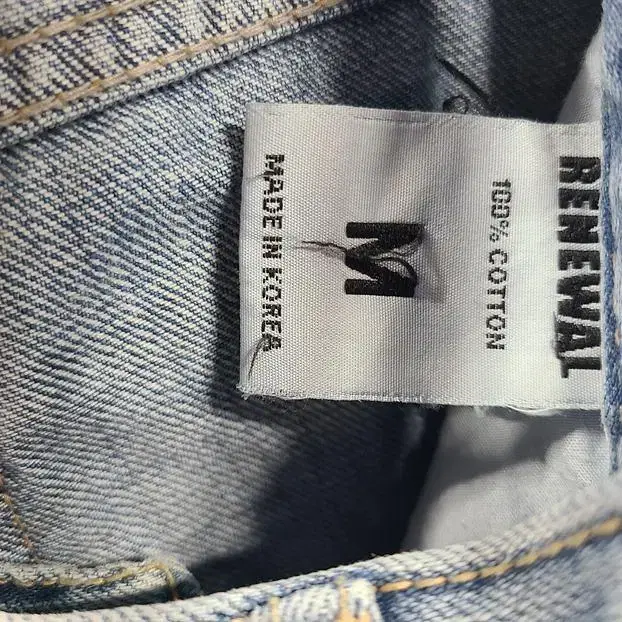 RENEWAL
100% COTTON
M
MADE IN KOREA